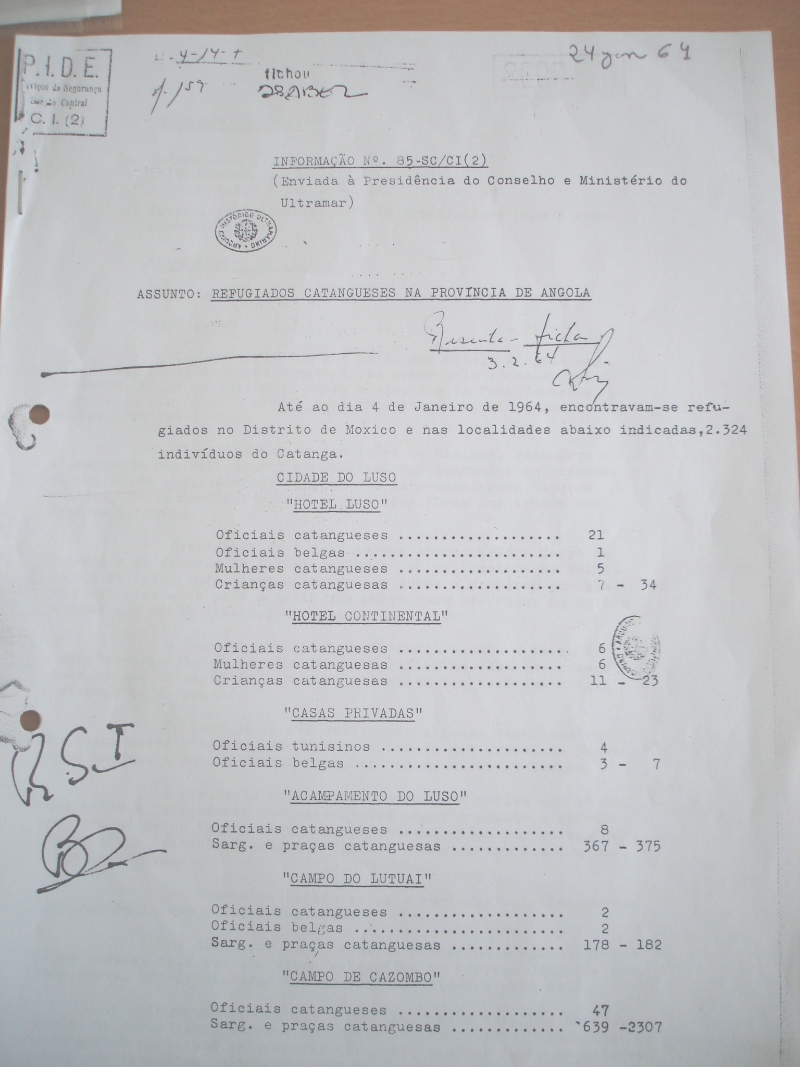 P.I.D.E.
Central
C. I. (2)
fichou
24 jan 64
INFORMAÇÃO Nº. 85-SC/CI(2)
(Enviada à Presidência do Conselho e Ministério do
Ultramar)
ASSUNTO: REFUGIADOS CATANGUESES NA PROVÍNCIA DE ANGOLA
3.2.64
Até ao dia 4 de Janeiro de 1964, encontravam-se refu-
giados no Distrito de Moxico e nas localidades abaixo indicadas,2.324
indivíduos do Catanga.
CIDADE DO LUSO
"HOTEL LUSO"
Oficiais catangueses ................... 21
Oficiais belgas ........................ 1
Mulheres catangueses ................... 5
Crianças catanguesas ................... 7 - 34
"HOTEL CONTINENTAL"
Oficiais catangueses ................... 6
Mulheres catanguesas ................... 6
Crianças catanguesas ................... 11 - 23
"CASAS PRIVADAS"
Oficiais tunisinos ..................... 4
Oficiais belgas ........................ 3 - 7
"ACAMPAMENTO DO LUSO"
Oficiais catangueses ................... 8
Sarg. e praças catanguesas ............. 367 - 375
"CAMPO DO LUTUAI"
Oficiais catangueses ................... 2
Oficiais belgas ........................ 2
Sarg. e praças catanguesas ............. 178 - 182
"CAMPO DE CAZOMBO"
Oficiais catangueses ................... 47
Sarg. e praças catanguesas ............. 639 -2307
R.S.I